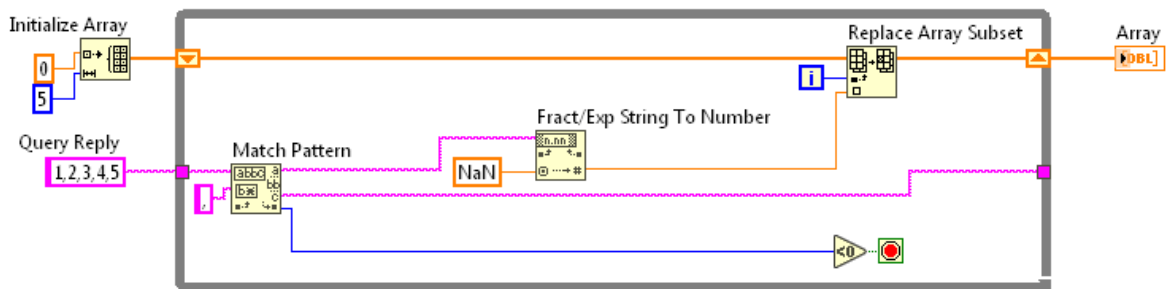 Initialize Array
0
5
Query Reply
1,2,3,4,5
Match Pattern
,
Fract/Exp String To Number
n.nn
NaN
i
Replace Array Subset
<0
Array
DBL]